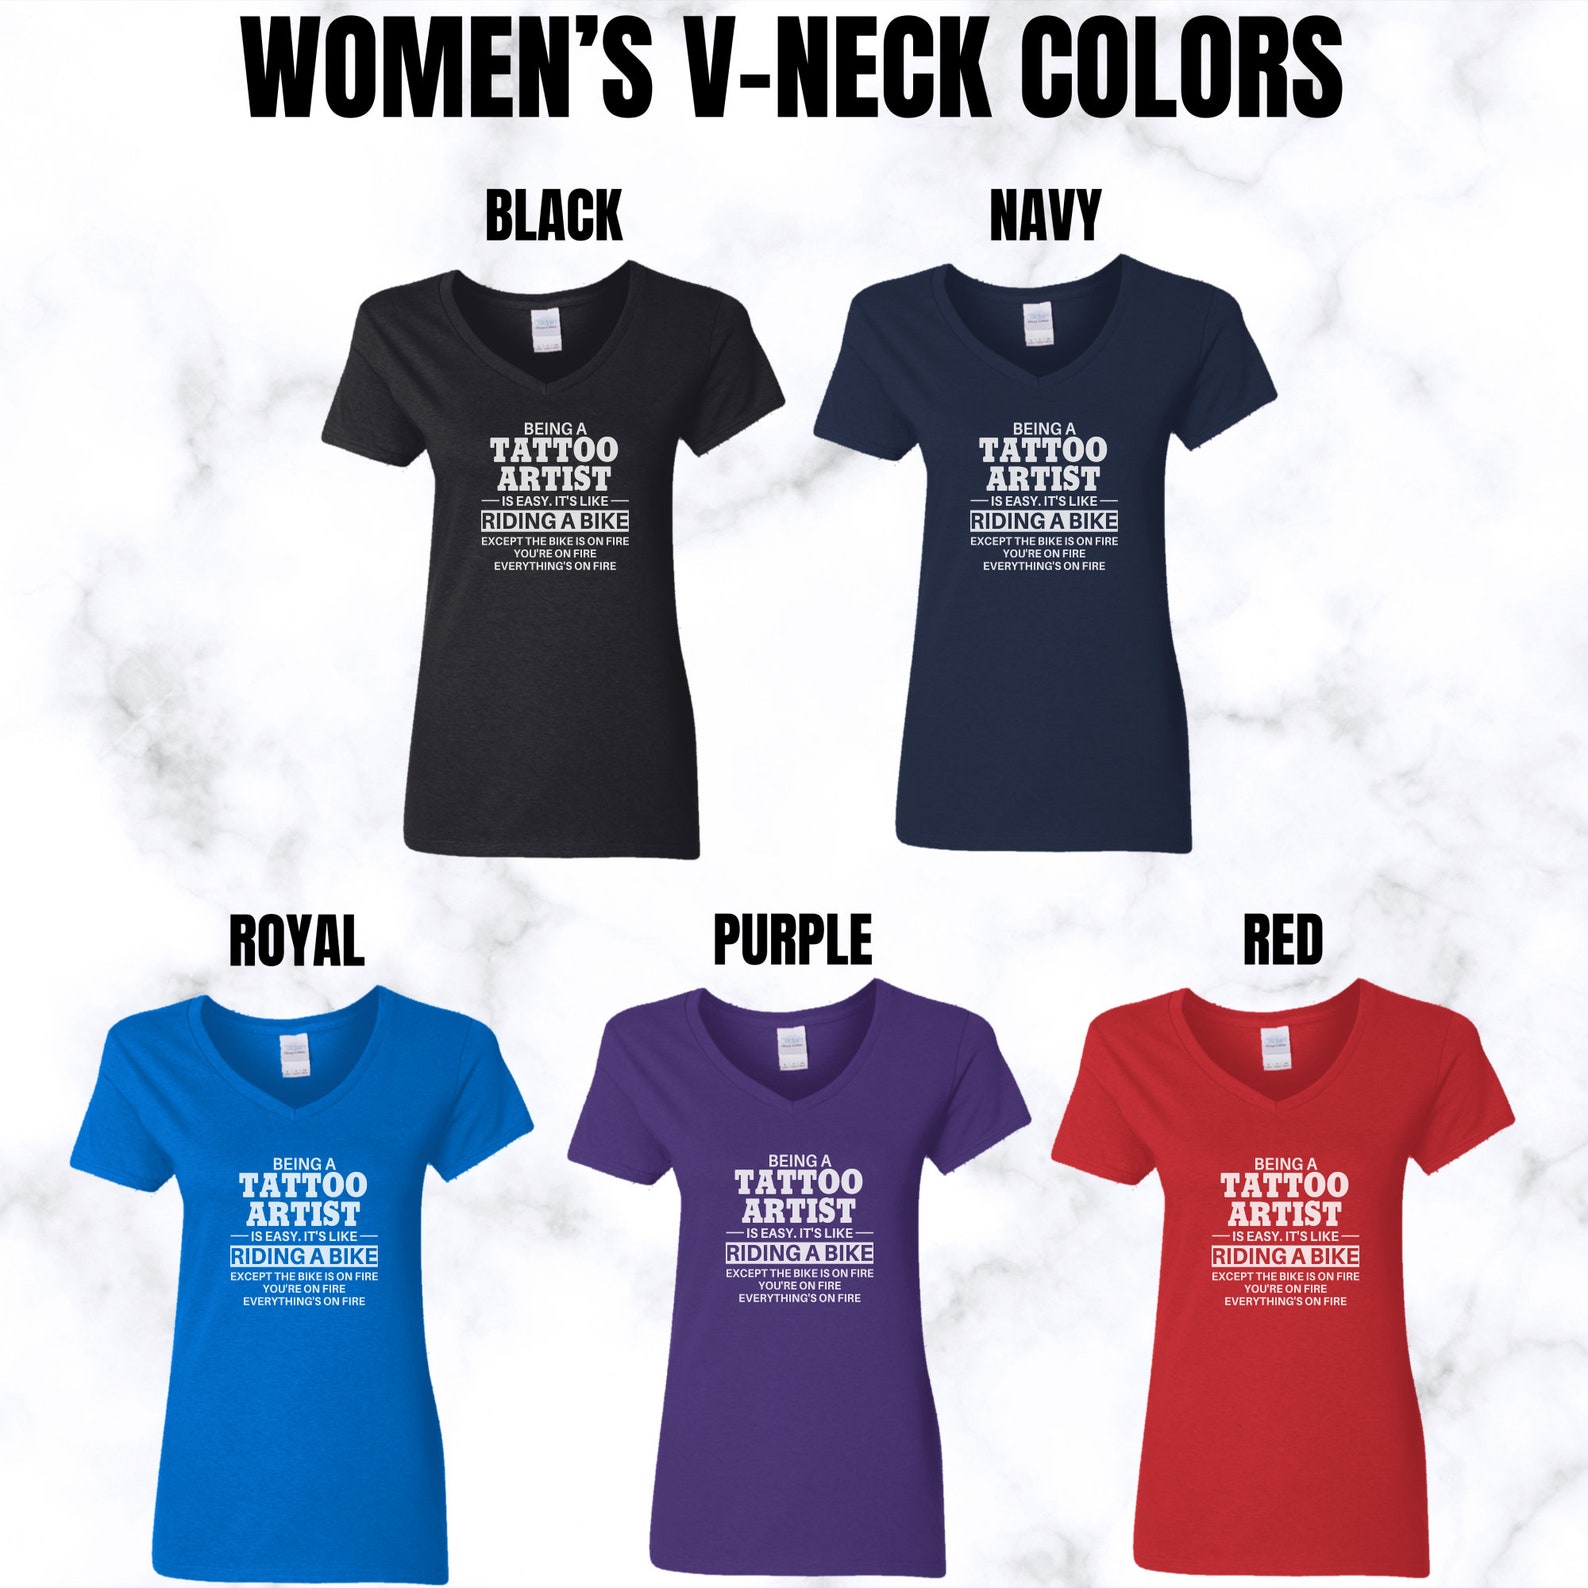 WOMEN'S V-NECK COLORS
BLACK
BEING A
TATTOO
ARTIST
IS EASY. IT'S LIKE
RIDING A BIKE
EXCEPT THE BIKE IS ON FIRE
YOU'RE ON FIRE
EVERYTHING'S ON FIRE
NAVY
BEING A
TATTOO
ARTIST
IS EASY. IT'S LIKE
RIDING A BIKE
EXCEPT THE BIKE IS ON FIRE
YOU'RE ON FIRE
EVERYTHING'S ON FIRE
ROYAL
BEING A
TATTOO
ARTIST
IS EASY. IT'S LIKE
RIDING A BIKE
EXCEPT THE BIKE IS ON FIRE
YOU'RE ON FIRE
EVERYTHING'S ON FIRE
PURPLE
BEING A
TATTOO
ARTIST
IS EASY. IT'S LIKE
RIDING A BIKE
EXCEPT THE BIKE IS ON FIRE
YOU'RE ON FIRE
EVERYTHING'S ON FIRE
RED
BEING A
TATTOO
ARTIST
IS EASY. IT'S LIKE
RIDING A BIKE
EXCEPT THE BIKE IS ON FIRE
YOU'RE ON FIRE
EVERYTHING'S ON FIRE